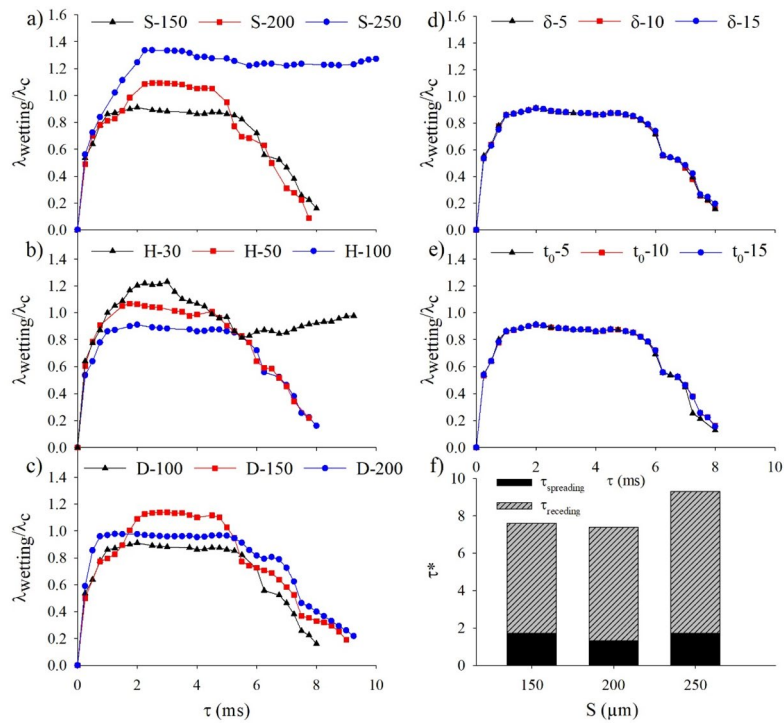 a) S-150 S-200 S-250
λwetting/λc
1.6
1.4
1.2
1.0
0.8
0.6
0.4
0.2
0.0
0 2 4 6 8 10
b) H-30 H-50 H-100
λwetting/λc
1.4
1.2
1.0
0.8
0.6
0.4
0.2
0.0
c) D-100 D-150 D-200
λwetting/λc
1.4
1.2
1.0
0.8
0.6
0.4
0.2
0.0
0 2 4 6 8 10
τ (ms)
d) δ-5 δ-10 δ-15
λwetting/λc
1.6
1.4
1.2
1.0
0.8
0.6
0.4
0.2
0.0
e) t0-5 t0-10 t0-15
λwetting/λc
1.4
1.2
1.0
0.8
0.6
0.4
0.2
0.0
0 2 4 6 8 10
τ (ms)
f) τspreading
τreceding
τ*
10
8
6
4
2
0
150 200 250
S (μm)